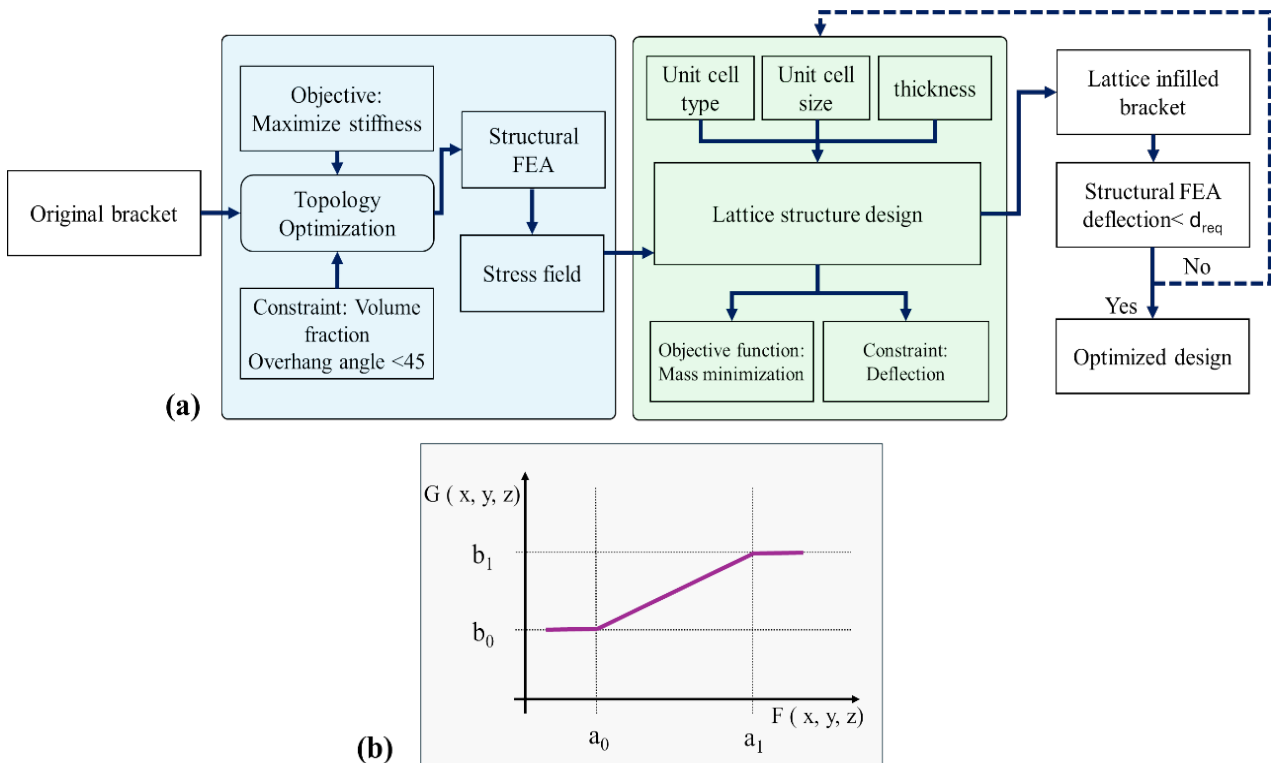 Original bracket
Objective:
Maximize stiffness
Topology
Optimization
Constraint: Volume
fraction
Overhang angle <45
Structural
FEA
Stress field
Unit cell
type
Unit cell
size
thickness
Lattice structure design
Objective function:
Mass minimization
Constraint:
Deflection
Lattice infilled
bracket
Structural FEA
deflection< d_req
No
Yes
Optimized design
(a)
G ( x, y, z)
b1
b0
F ( x, y, z)
a0
a1
(b)